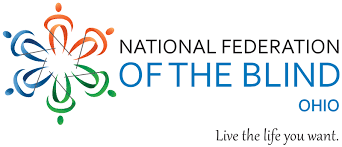 NATIONAL FEDERATION
OF THE BLIND
OHIO
Live the life you want.